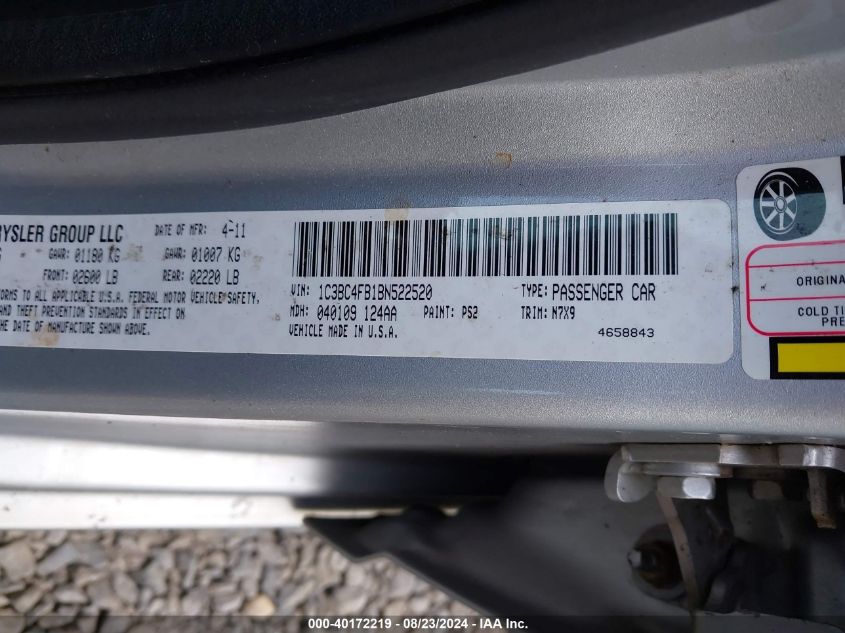 RYSLER GROUP LLC DATE OF MFR: 4-11
GAWR: 01180 KG GAWR: 01007 KG
FRONT: 02600 LB REAR: 02220 LB
ORMS TO ALL APPLICABLE U.S.A. FEDERAL MOTOR VEHICLE SAFETY,
AND THEFT PREVENTION STANDARDS IN EFFECT ON
HE DATE OF MANUFACTURE SHOWN ABOVE.
VIN: 1C3BC4FB1BN522520 TYPE: PASSENGER CAR
MDH: 040109 124AA PAINT: PS2 TRIM: N7X9
VEHICLE MADE IN U.S.A. 4658843
ORIGINA
COLD TI
PRE
000-40172219 - 08/23/2024 - IAA Inc.